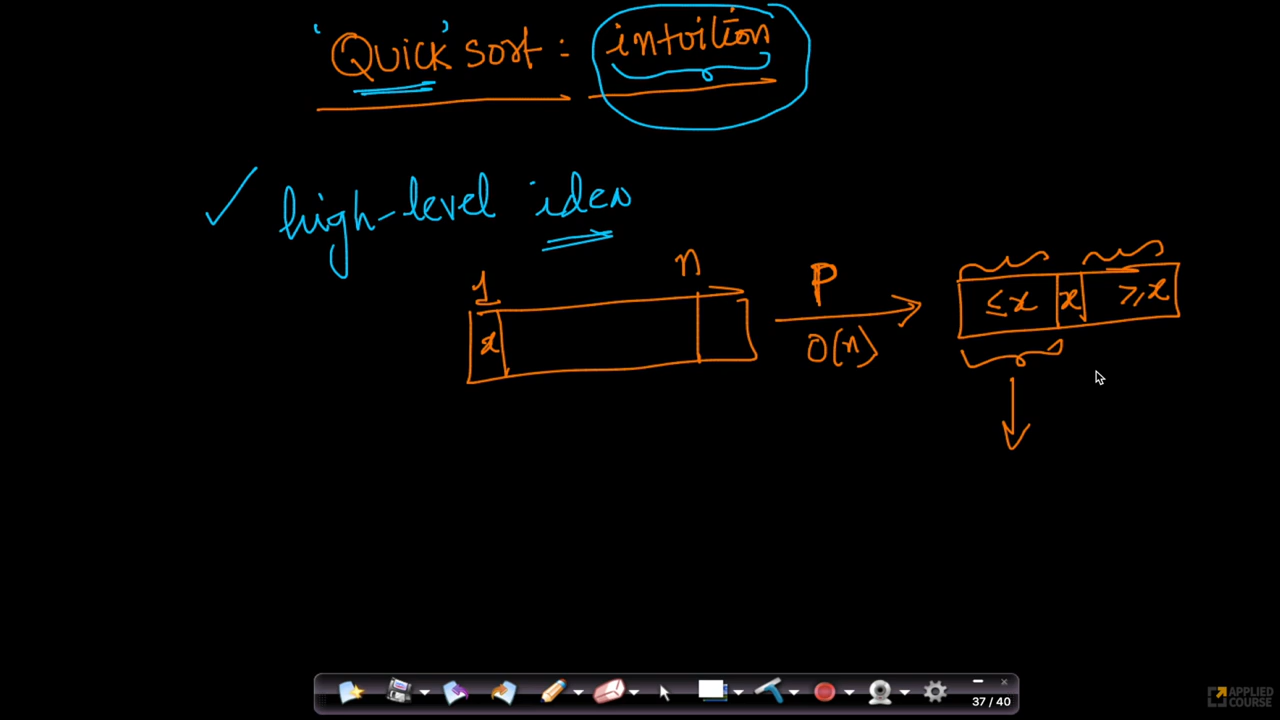 'Quick' sort : intuition
✓ high-level idea
1 n
x
P
O(n)
≤x x ≥x
37 / 40
APPLIED
COURSE